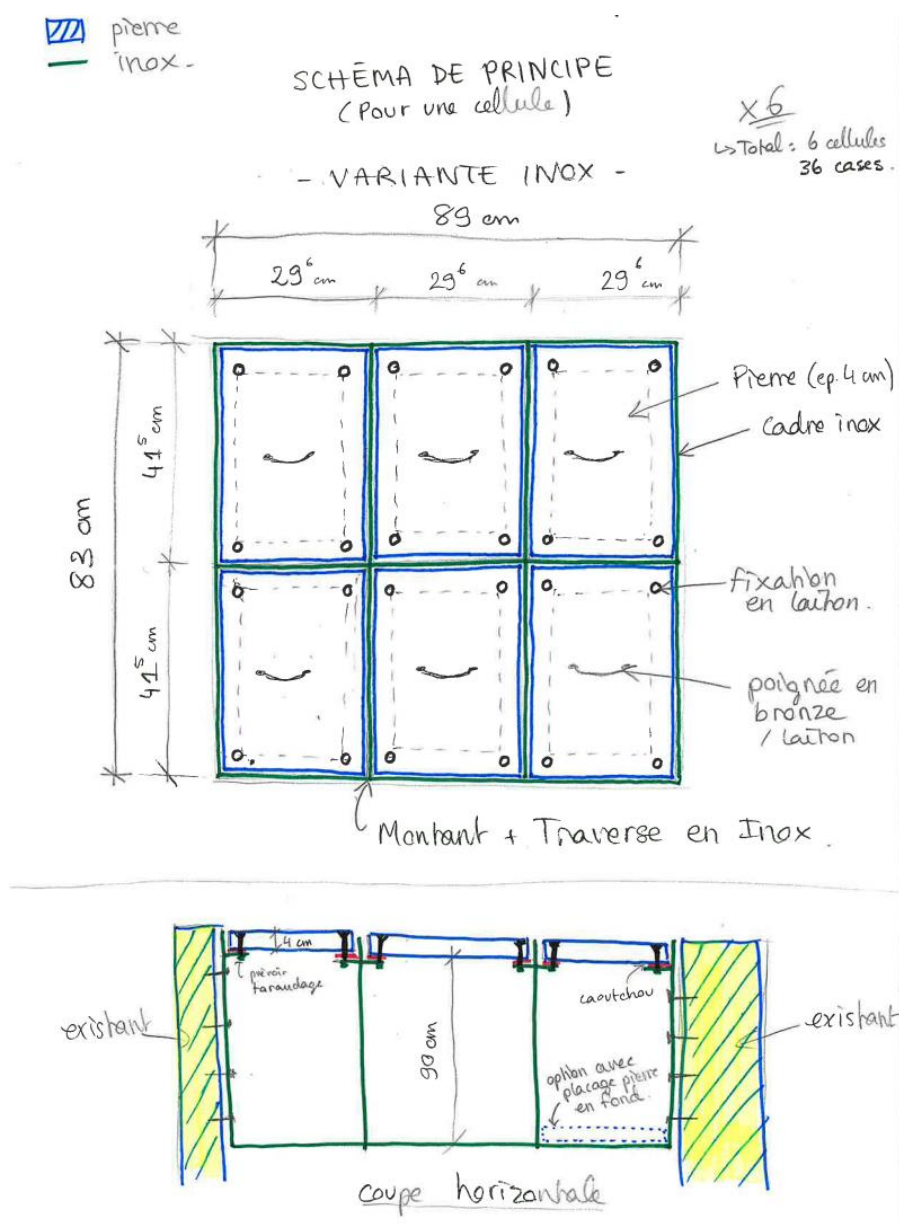 pierre
inox.
SCHÉMA DE PRINCIPE
(Pour une cellule)
x6
↳ Total : 6 cellules
36 cases.
- VARIANTE INOX -
89 cm
29⁶ cm
29⁶ cm
29⁶ cm
Pierre (ep. 4 cm)
cadre inox
41⁵ cm
83 cm
fixation
en laiton.
41⁵ cm
poignée en
bronze
/ laiton
Montant + Traverse en Inox.
4 cm
prévoir
taraudage
caoutchou
existant
existant
90 cm
option avec
placage pierre
en fond.
coupe horizontale